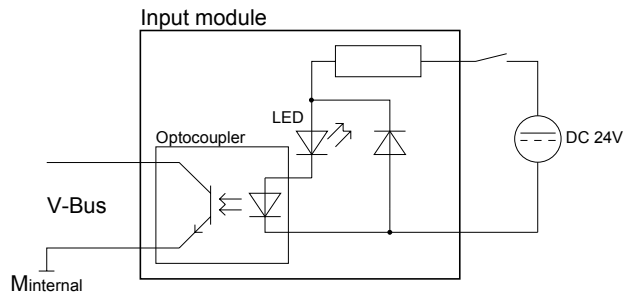 Input module
LED
Optocoupler
DC 24V
V-Bus
Minternal